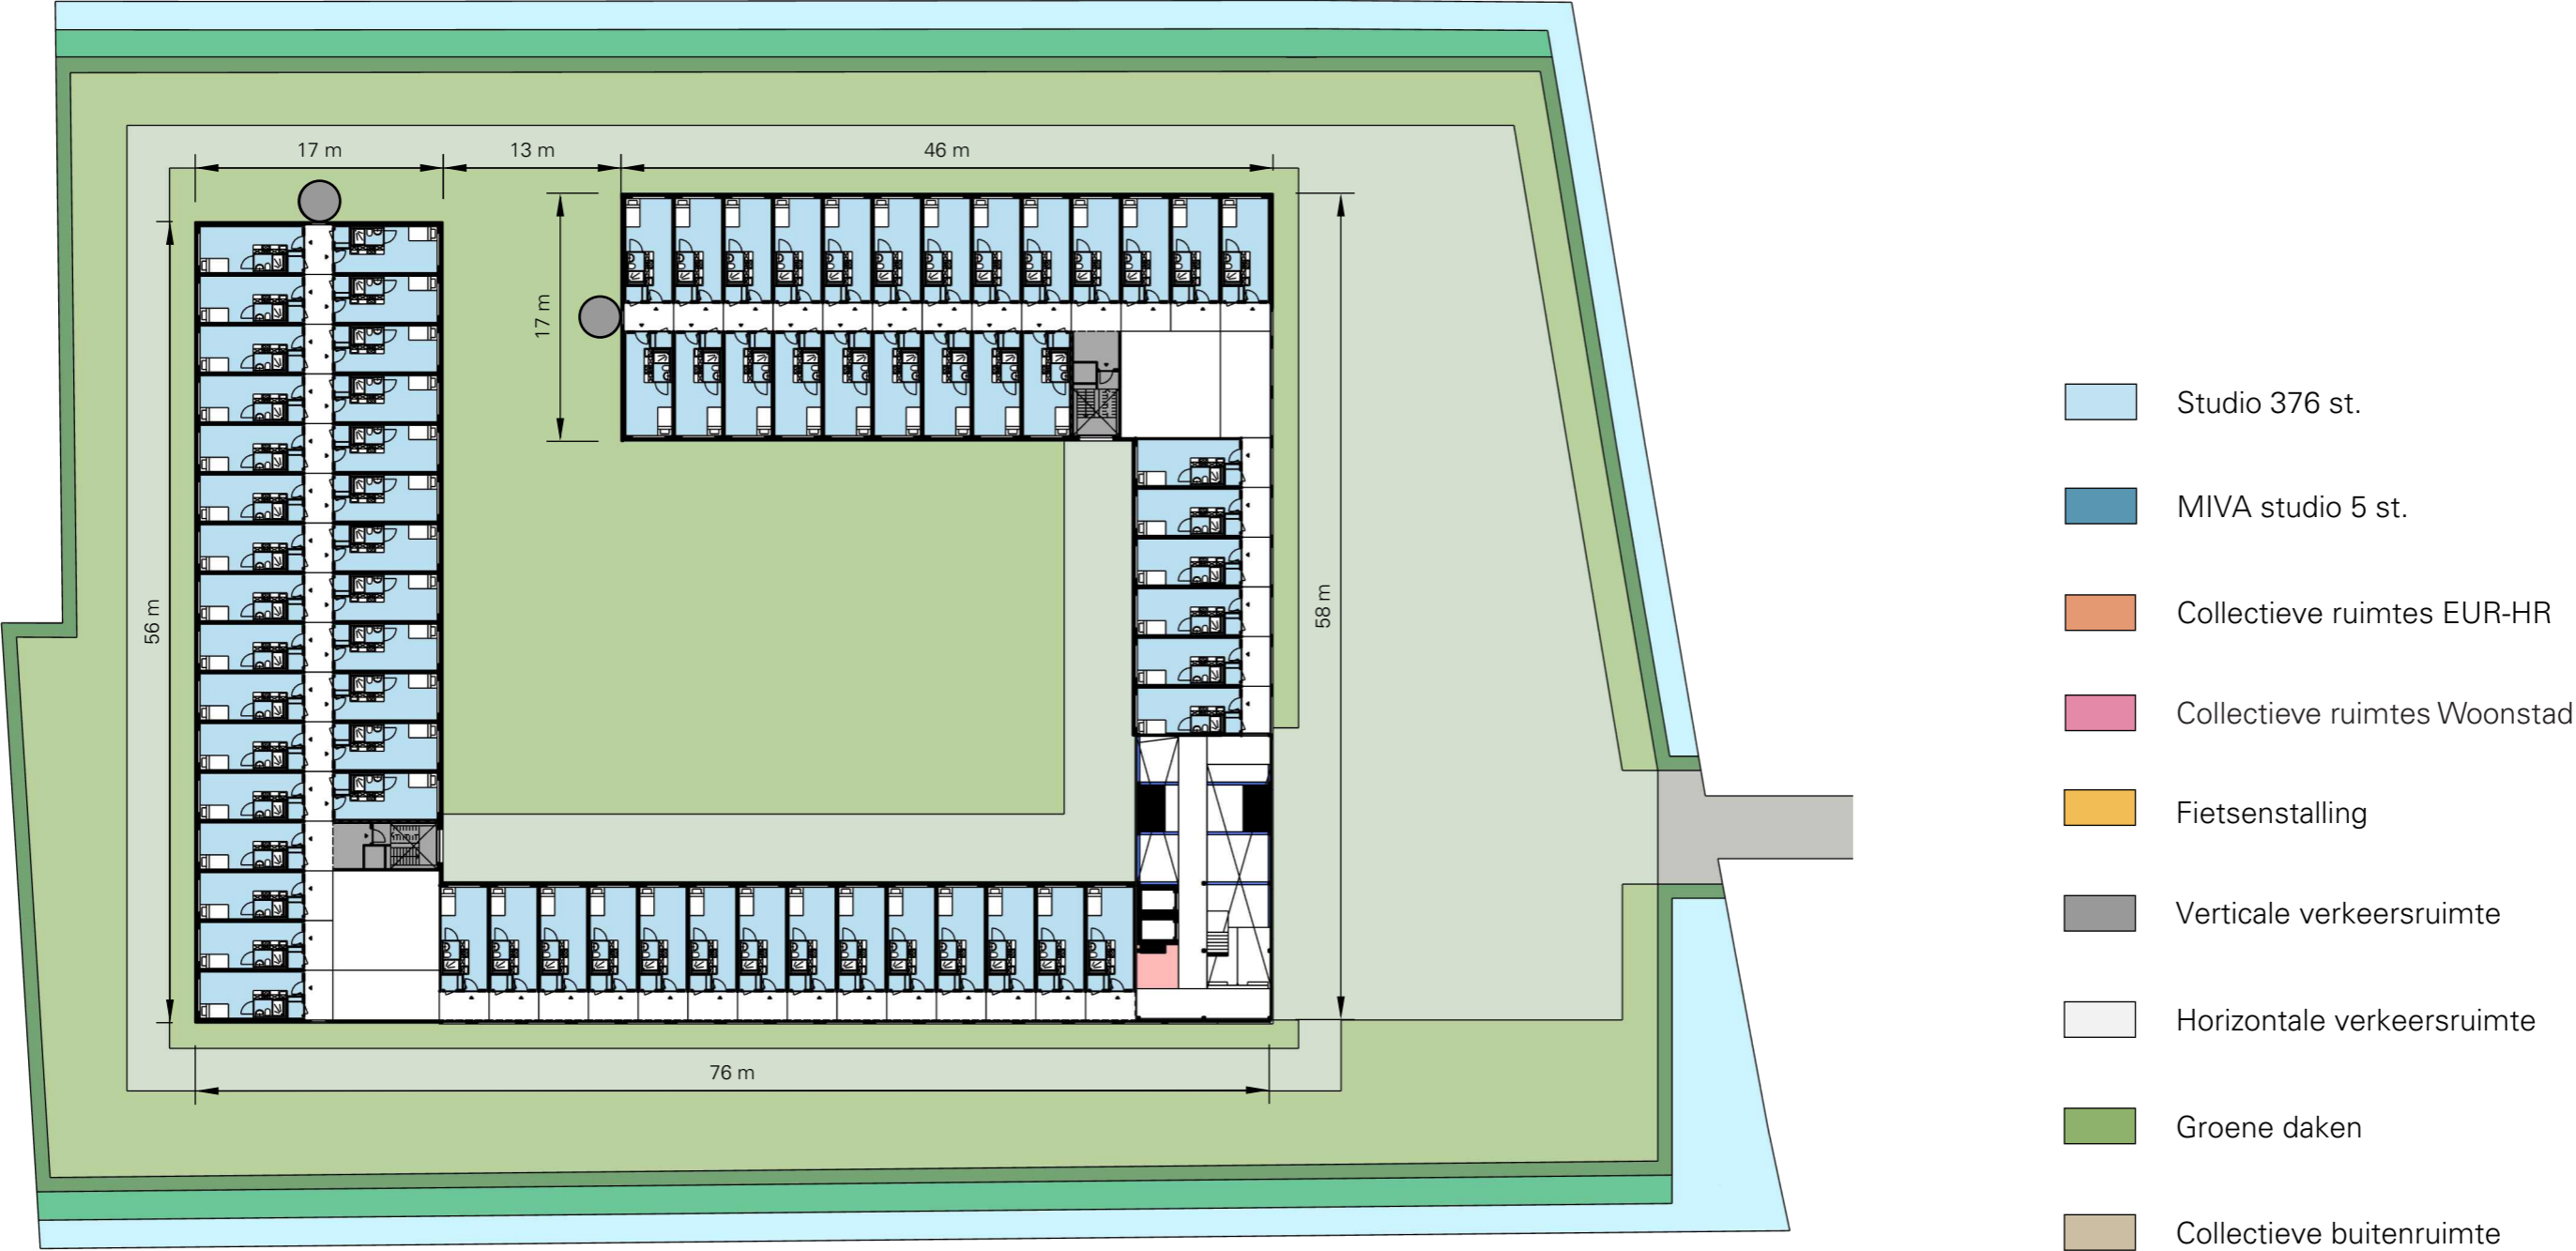 17 m
13 m
46 m
17 m
56 m
58 m
76 m
Studio 376 st.
MIVA studio 5 st.
Collectieve ruimtes EUR-HR
Collectieve ruimtes Woonstad
Fietsenstalling
Verticale verkeersruimte
Horizontale verkeersruimte
Groene daken
Collectieve buitenruimte